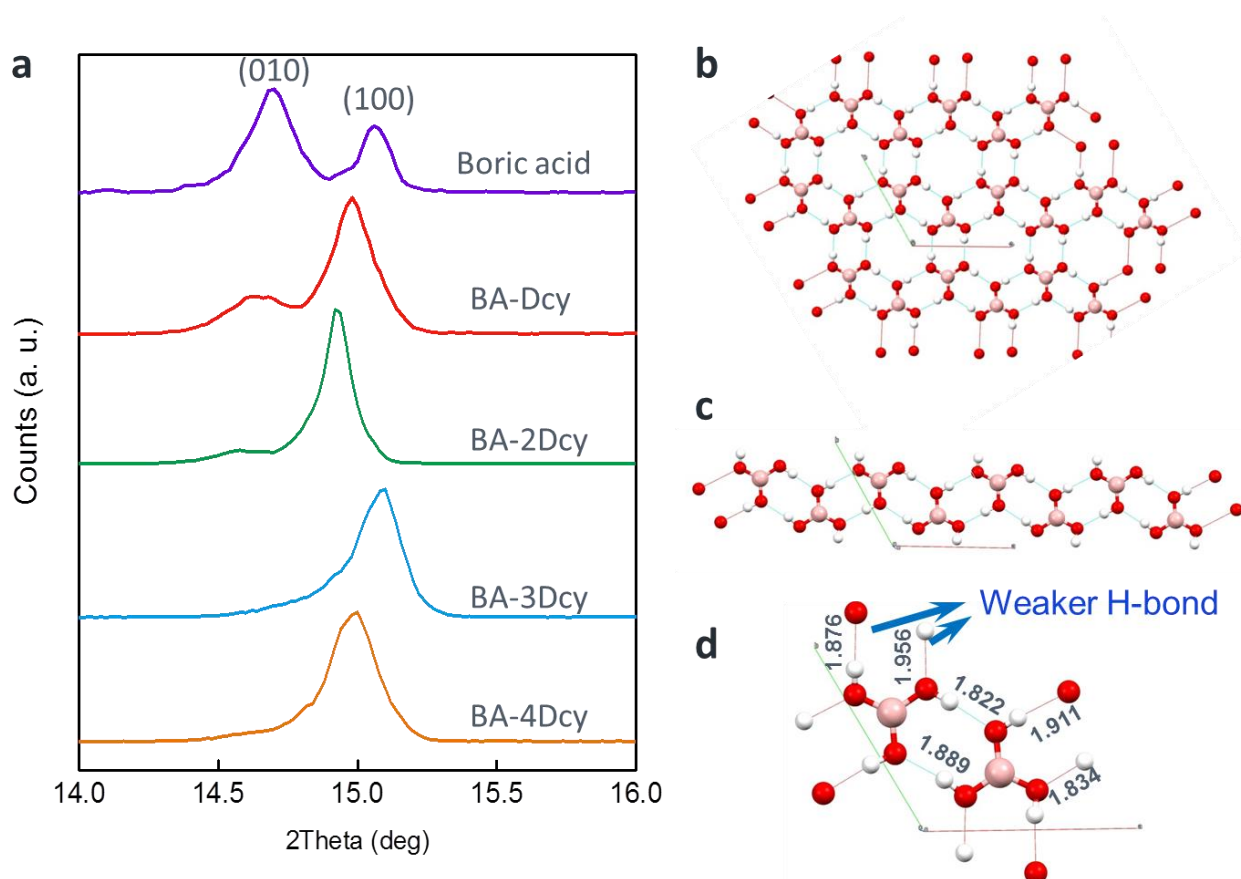 a
(010)
(100)
Boric acid
BA-Dcy
BA-2Dcy
BA-3Dcy
BA-4Dcy
Counts (a. u.)
14.0
14.5
15.0
15.5
16.0
2Theta (deg)
b
c
d
Weaker H-bond
1.876
1.956
1.822
1.911
1.889
1.834